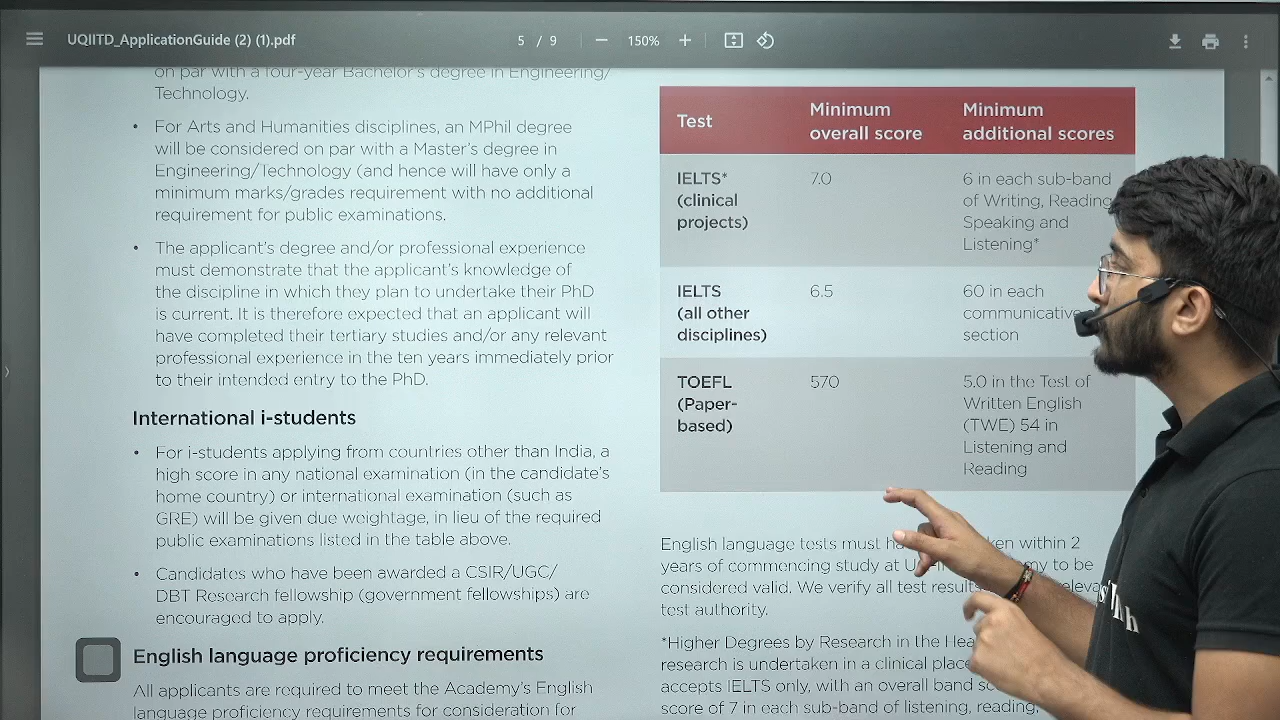 UQIITD_ApplicationGuide (2) (1).pdf
5 / 9
150%
on par with a four-year Bachelor's degree in Engineering/
Technology.
• For Arts and Humanities disciplines, an MPhil degree
will be considered on par with a Master's degree in
Engineering/Technology (and hence will have only a
minimum marks/grades requirement with no additional
requirement for public examinations.
• The applicant's degree and/or professional experience
must demonstrate that the applicant's knowledge of
the discipline in which they plan to undertake their PhD
is current. It is therefore expected that an applicant will
have completed their tertiary studies and/or any relevant
professional experience in the ten years immediately prior
to their intended entry to the PhD.
International i-students
• For i-students applying from countries other than India, a
high score in any national examination (in the candidate's
home country) or international examination (such as
GRE) will be given due weightage, in lieu of the required
public examinations listed in the table above.
• Candidates who have been awarded a CSIR/UGC/
DBT Research fellowship (government fellowships) are
encouraged to apply.
English language proficiency requirements
All applicants are required to meet the Academy's English
language proficiency requirements for consideration for
Test
Minimum
overall score
Minimum
additional scores
IELTS*
(clinical
projects)
7.0
6 in each sub-band
of Writing, Reading
Speaking and
Listening*
IELTS
(all other
disciplines)
6.5
60 in each
communicative
section
TOEFL
(Paper-
based)
570
5.0 in the Test of
Written English
(TWE) 54 in
Listening and
Reading
English language tests must within 2
years of commencing study at to be
considered valid. We verify all test results
test authority.
*Higher Degrees by Research in the
research is undertaken in a clinical
accepts IELTS only, with an overall band
score of 7 in each sub-band of listening, reading,